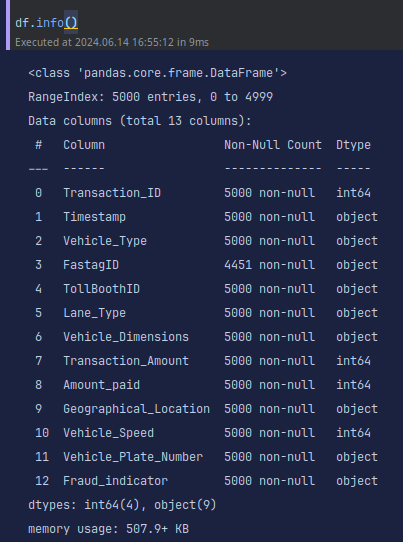 df.info()
Executed at 2024.06.14 16:55:12 in 9ms
<class 'pandas.core.frame.DataFrame'>
RangeIndex: 5000 entries, 0 to 4999
Data columns (total 13 columns):
 #   Column                 Non-Null Count  Dtype
---  ------                 --------------  -----
 0   Transaction_ID         5000 non-null   int64
 1   Timestamp              5000 non-null   object
 2   Vehicle_Type           5000 non-null   object
 3   FastagID               4451 non-null   object
 4   TollBoothID            5000 non-null   object
 5   Lane_Type              5000 non-null   object
 6   Vehicle_Dimensions     5000 non-null   object
 7   Transaction_Amount     5000 non-null   int64
 8   Amount_paid            5000 non-null   int64
 9   Geographical_Location  5000 non-null   object
 10  Vehicle_Speed          5000 non-null   int64
 11  Vehicle_Plate_Number   5000 non-null   object
 12  Fraud_indicator        5000 non-null   object
dtypes: int64(4), object(9)
memory usage: 507.9+ KB